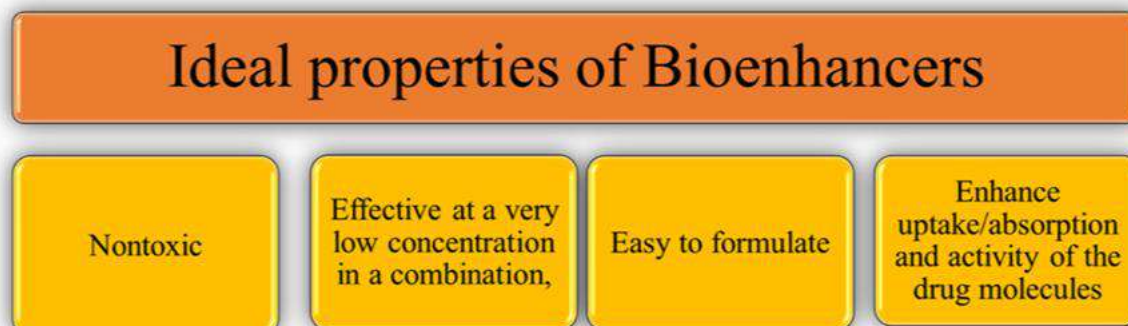 Ideal properties of Bioenhancers
Nontoxic
Effective at a very
low concentration
in a combination,
Easy to formulate
Enhance
uptake/absorption
and activity of the
drug molecules